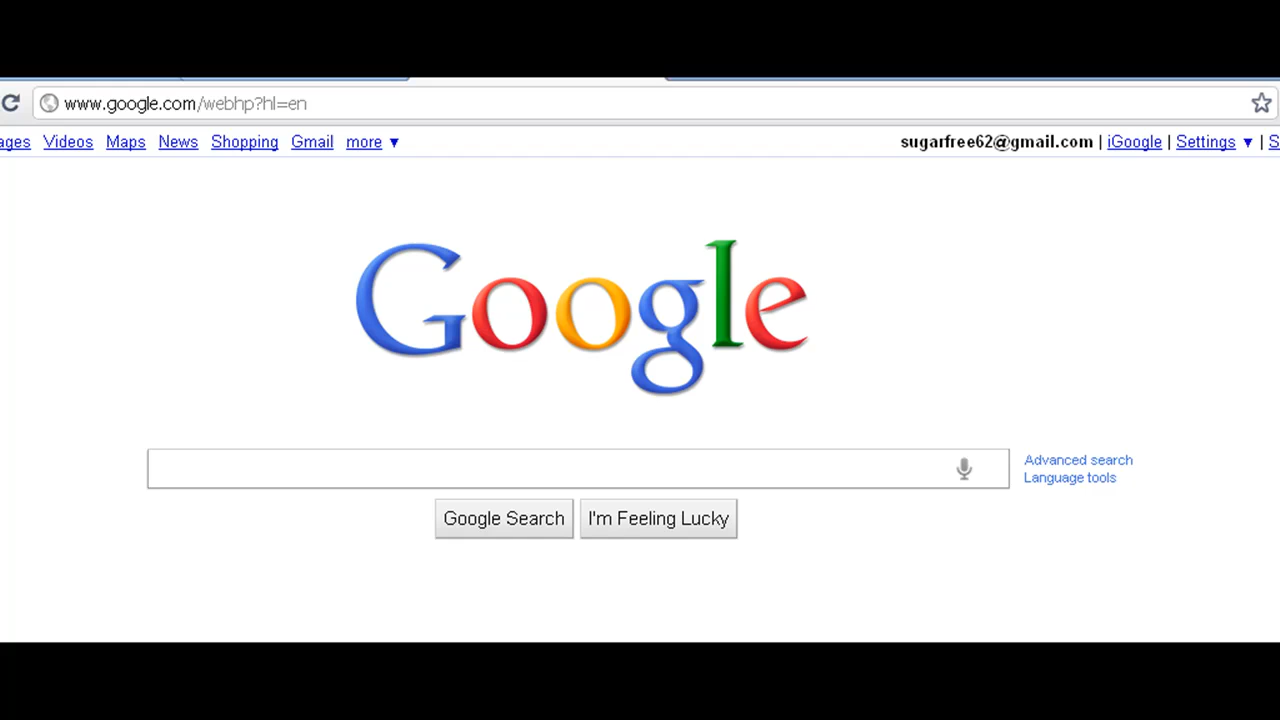 www.google.com/webhp?hl=en
ages Videos Maps News Shopping Gmail more ▼ sugarfree62@gmail.com | iGoogle | Settings ▼ | S
Google
Advanced search
Language tools
Google Search I'm Feeling Lucky